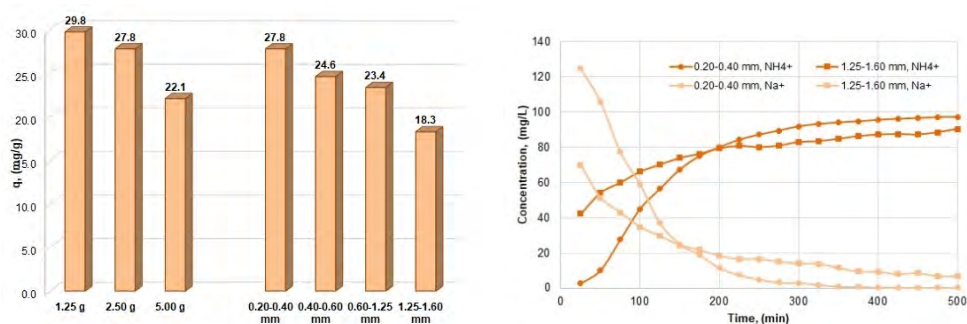 29.8
27.8
22.1
27.8
24.6
23.4
18.3
30.0
25.0
20.0
15.0
10.0
5.0
0.0
q, (mg/g)
1.25 g
2.50 g
5.00 g
0.20-0.40 mm
0.40-0.60 mm
0.60-1.25 mm
1.25-1.60 mm
140
120
100
80
60
40
20
0
Concentration, (mg/L)
0.20-0.40 mm, NH4+
1.25-1.60 mm, NH4+
0.20-0.40 mm, Na+
1.25-1.60 mm, Na+
0
100
200
300
400
500
Time, (min)